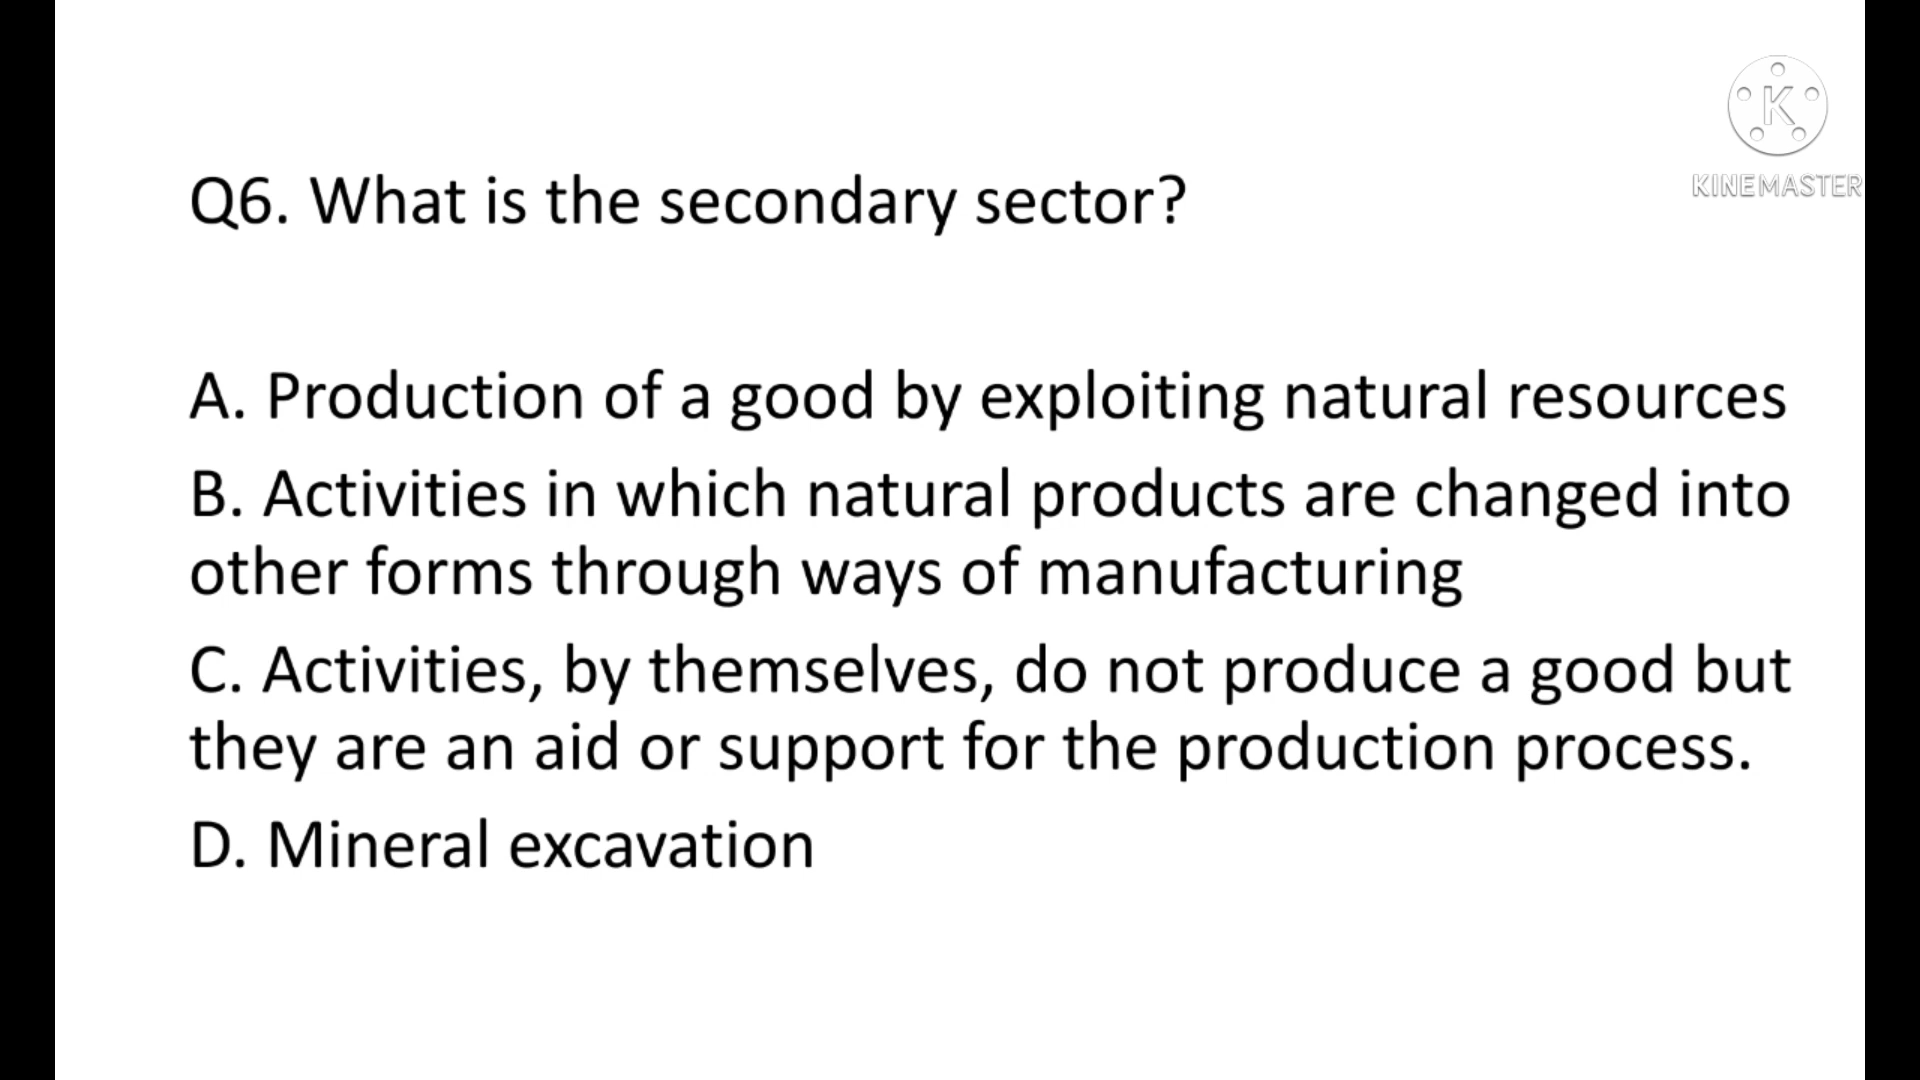 K
KINEMASTER
Q6. What is the secondary sector?
A. Production of a good by exploiting natural resources
B. Activities in which natural products are changed into
other forms through ways of manufacturing
C. Activities, by themselves, do not produce a good but
they are an aid or support for the production process.
D. Mineral excavation